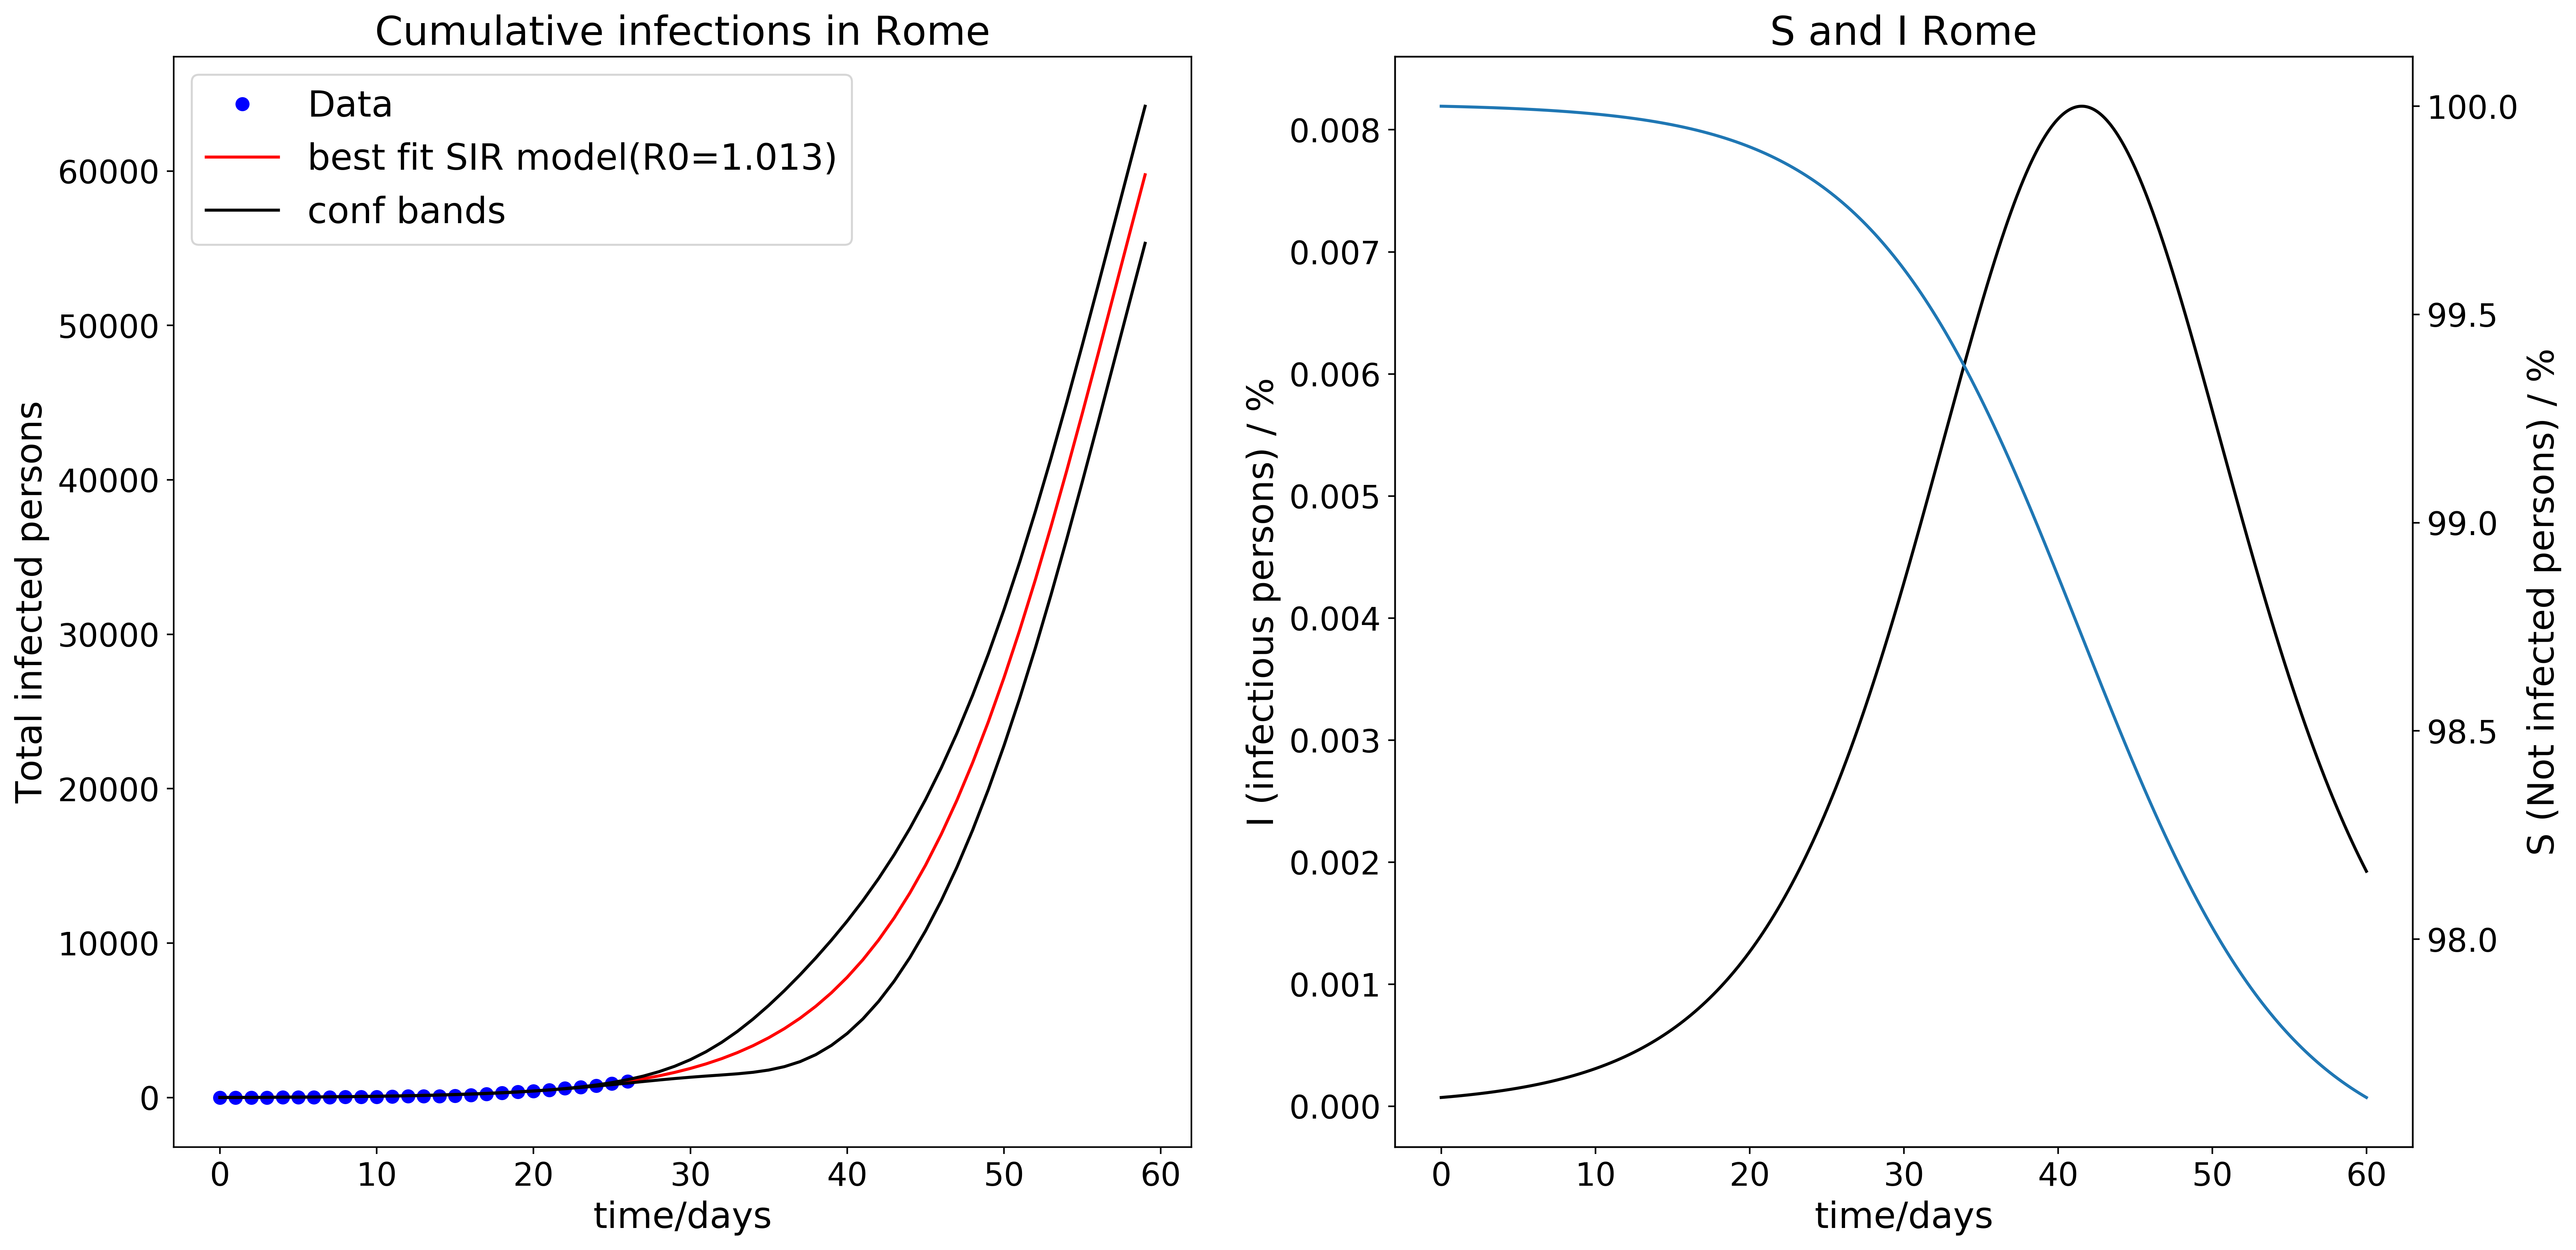 Cumulative infections in Rome
Data
best fit SIR model(R0=1.013)
conf bands
Total infected persons
60000
50000
40000
30000
20000
10000
0
0 10 20 30 40 50 60
time/days
S and I Rome
I (infectious persons) / %
0.008
0.007
0.006
0.005
0.004
0.003
0.002
0.001
0.000
0 10 20 30 40 50 60
time/days
100.0
99.5
99.0
98.5
98.0
S (Not infected persons) / %